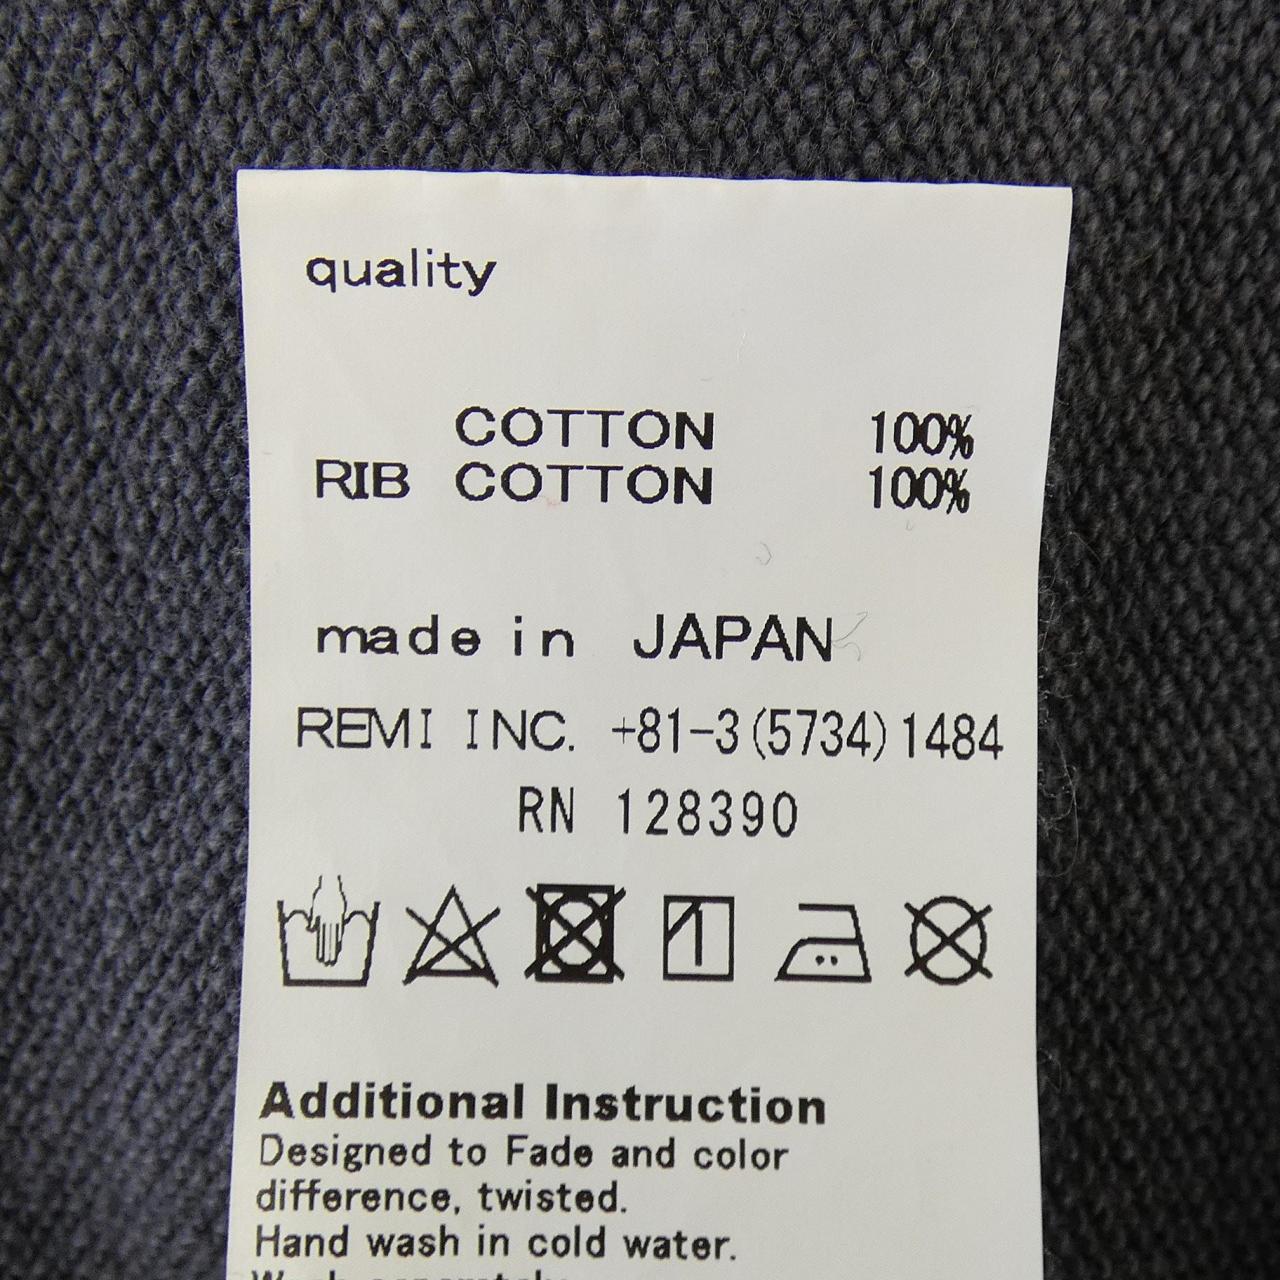 quality
COTTON 100%
RIB COTTON 100%
made in JAPAN
REMI INC. +81-3(5734)1484
RN 128390
Additional Instruction
Designed to Fade and color
difference, twisted.
Hand wash in cold water.